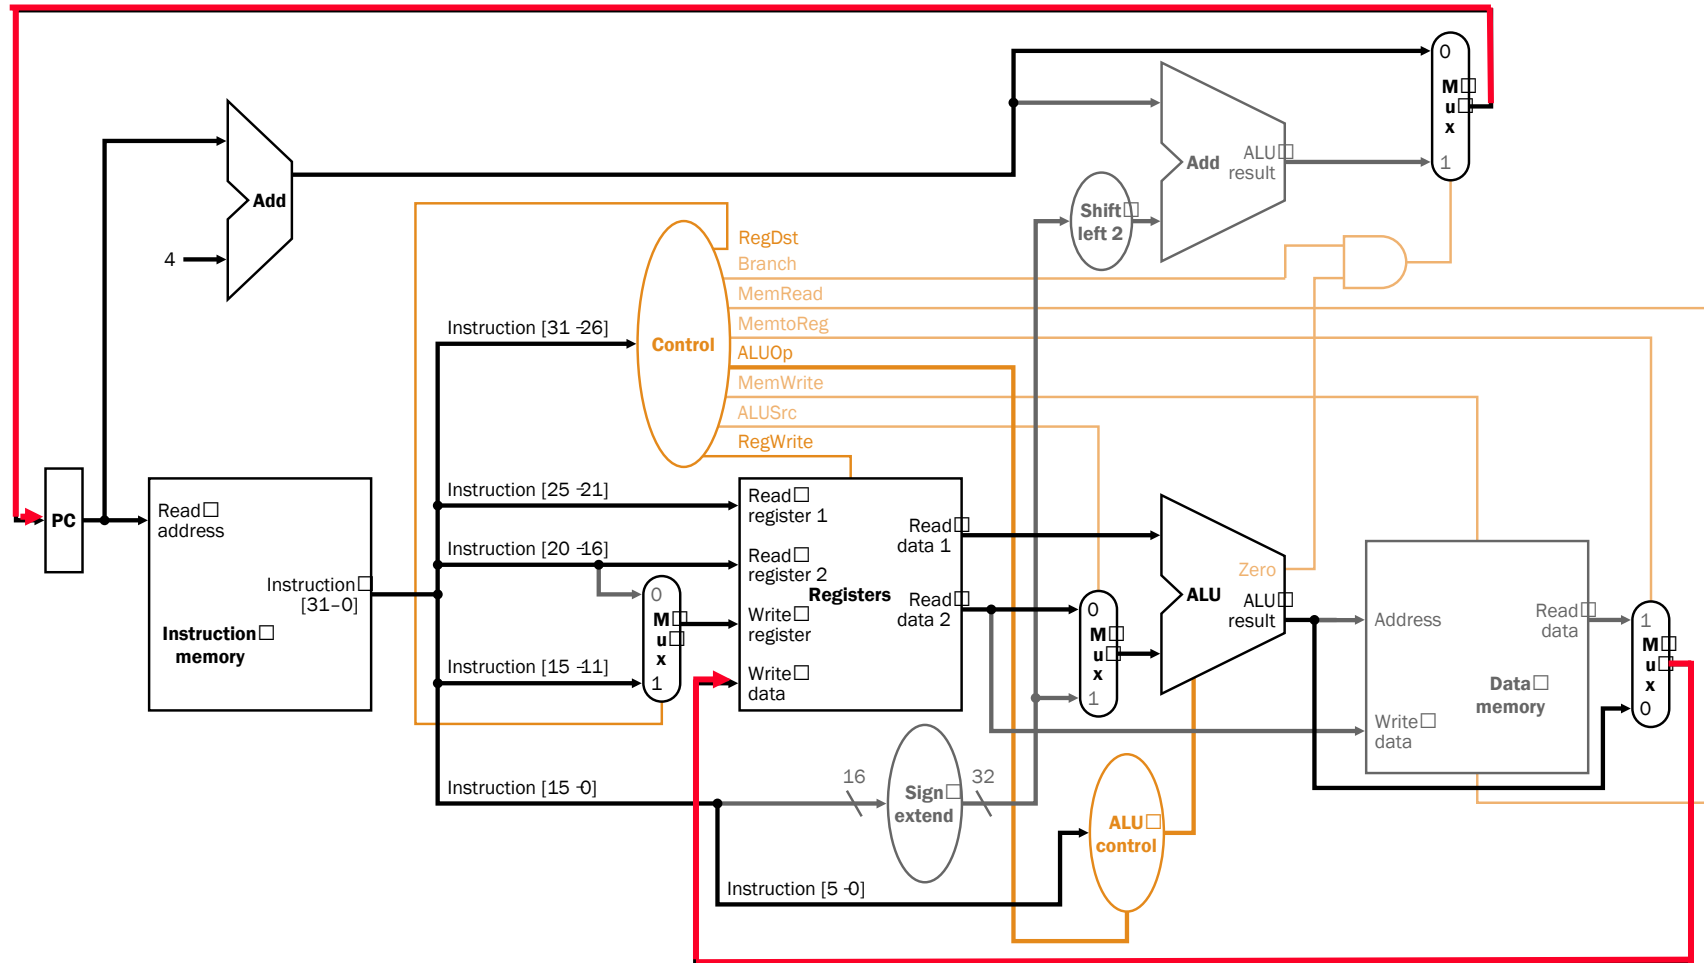 0
M
u
x
1
Add
ALU
result
Shift
left 2
Add
4
RegDst
Branch
MemRead
MemtoReg
ALUOp
MemWrite
ALUSrc
RegWrite
Control
Instruction [31–26]
Instruction [25–21]
Instruction [20–16]
Instruction [15–11]
Instruction [15–0]
Instruction [5–0]
PC
Read
address
Instruction
[31–0]
Instruction
memory
0
M
u
x
1
Read
register 1
Read
register 2
Write
register
Write
data
Registers
Read
data 1
Read
data 2
16
Sign
extend
32
0
M
u
x
1
Zero
ALU
ALU
result
ALU
control
Address
Read
data
Data
memory
Write
data
1
M
u
x
0